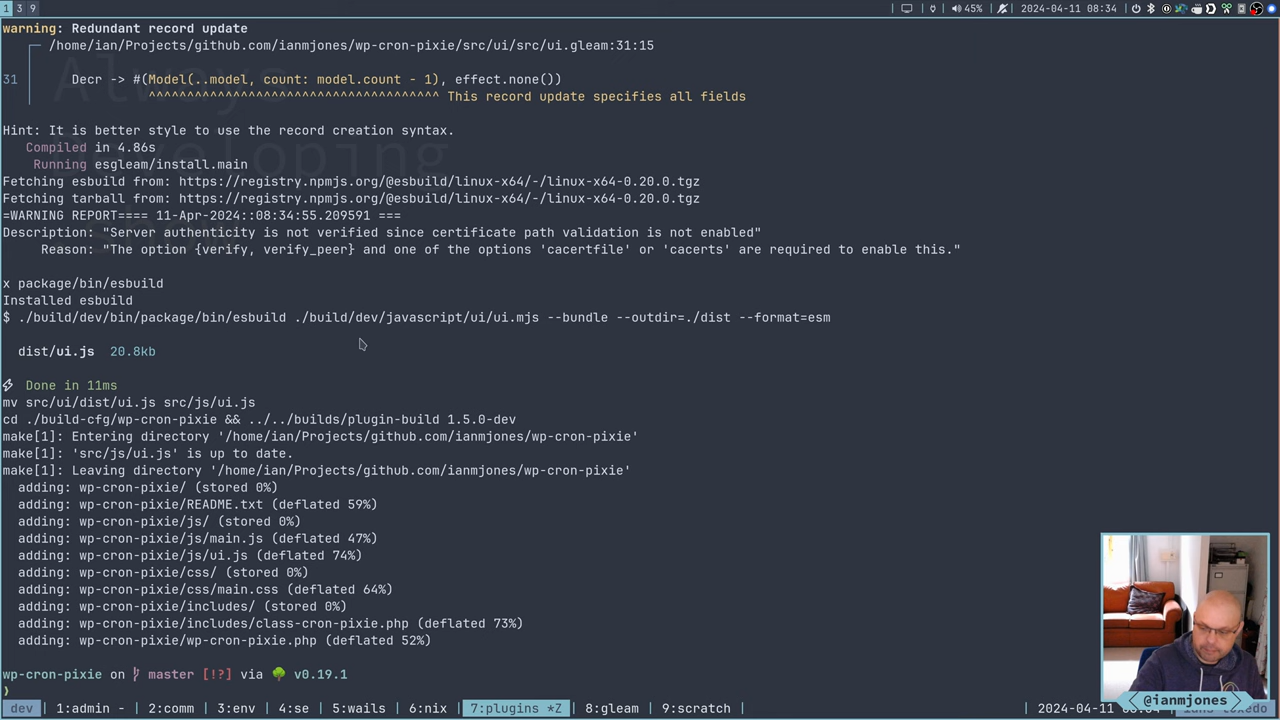 1 3 9 45% 2024-04-11 08:34
warning: Redundant record update
/home/ian/Projects/github.com/ianmjones/wp-cron-pixie/src/ui/src/ui.gleam:31:15
Always
31 Decr -> #(Model(..model, count: model.count - 1), effect.none())
^^^^^^^^^^^^^^^^^^^^^^^^^^^^^^^^^^^^^ This record update specifies all fields
Hint: It is better style to use the record creation syntax.
Compiled in 4.86s
Developing
Running esgleam/install.main
Fetching esbuild from: https://registry.npmjs.org/@esbuild/linux-x64/-/linux-x64-0.20.0.tgz
Fetching tarball from: https://registry.npmjs.org/@esbuild/linux-x64/-/linux-x64-0.20.0.tgz
=WARNING REPORT==== 11-Apr-2024::08:34:55.209591 ===
Description: "Server authenticity is not verified since certificate path validation is not enabled"
Reason: "The option {verify, verify_peer} and one of the options 'cacertfile' or 'cacerts' are required to enable this."
x package/bin/esbuild
Installed esbuild
$ ./build/dev/bin/package/bin/esbuild ./build/dev/javascript/ui/ui.mjs --bundle --outdir=./dist --format=esm
dist/ui.js 20.8kb
⚡ Done in 11ms
mv src/ui/dist/ui.js src/js/ui.js
cd ./build-cfg/wp-cron-pixie && ../../builds/plugin-build 1.5.0-dev
make[1]: Entering directory '/home/ian/Projects/github.com/ianmjones/wp-cron-pixie'
make[1]: 'src/js/ui.js' is up to date.
make[1]: Leaving directory '/home/ian/Projects/github.com/ianmjones/wp-cron-pixie'
adding: wp-cron-pixie/ (stored 0%)
adding: wp-cron-pixie/README.txt (deflated 59%)
adding: wp-cron-pixie/js/ (stored 0%)
adding: wp-cron-pixie/js/main.js (deflated 47%)
adding: wp-cron-pixie/js/ui.js (deflated 74%)
adding: wp-cron-pixie/css/ (stored 0%)
adding: wp-cron-pixie/css/main.css (deflated 64%)
adding: wp-cron-pixie/includes/ (stored 0%)
adding: wp-cron-pixie/includes/class-cron-pixie.php (deflated 73%)
adding: wp-cron-pixie/wp-cron-pixie.php (deflated 52%)
wp-cron-pixie on master [!?] via 🌳 v0.19.1
⟩
@ianmjones
dev | 1:admin - | 2:comm | 3:env | 4:se | 5:wails | 6:nix | 7:plugins *Z | 8:gleam | 9:scratch | 2024-04-11